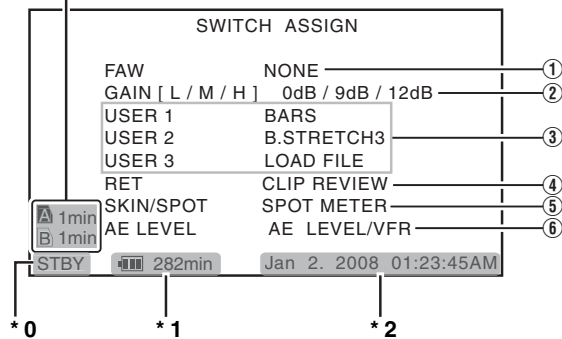 SWITCH ASSIGN
FAW NONE ①
GAIN [ L / M / H ] 0dB / 9dB / 12dB ②
USER 1 BARS
USER 2 B.STRETCH3 ③
USER 3 LOAD FILE
RET CLIP REVIEW ④
SKIN/SPOT SPOT METER ⑤
AE LEVEL AE LEVEL/VFR ⑥
A 1min
B 1min
STBY 282min Jan 2. 2008 01:23:45AM
* 0 * 1 * 2